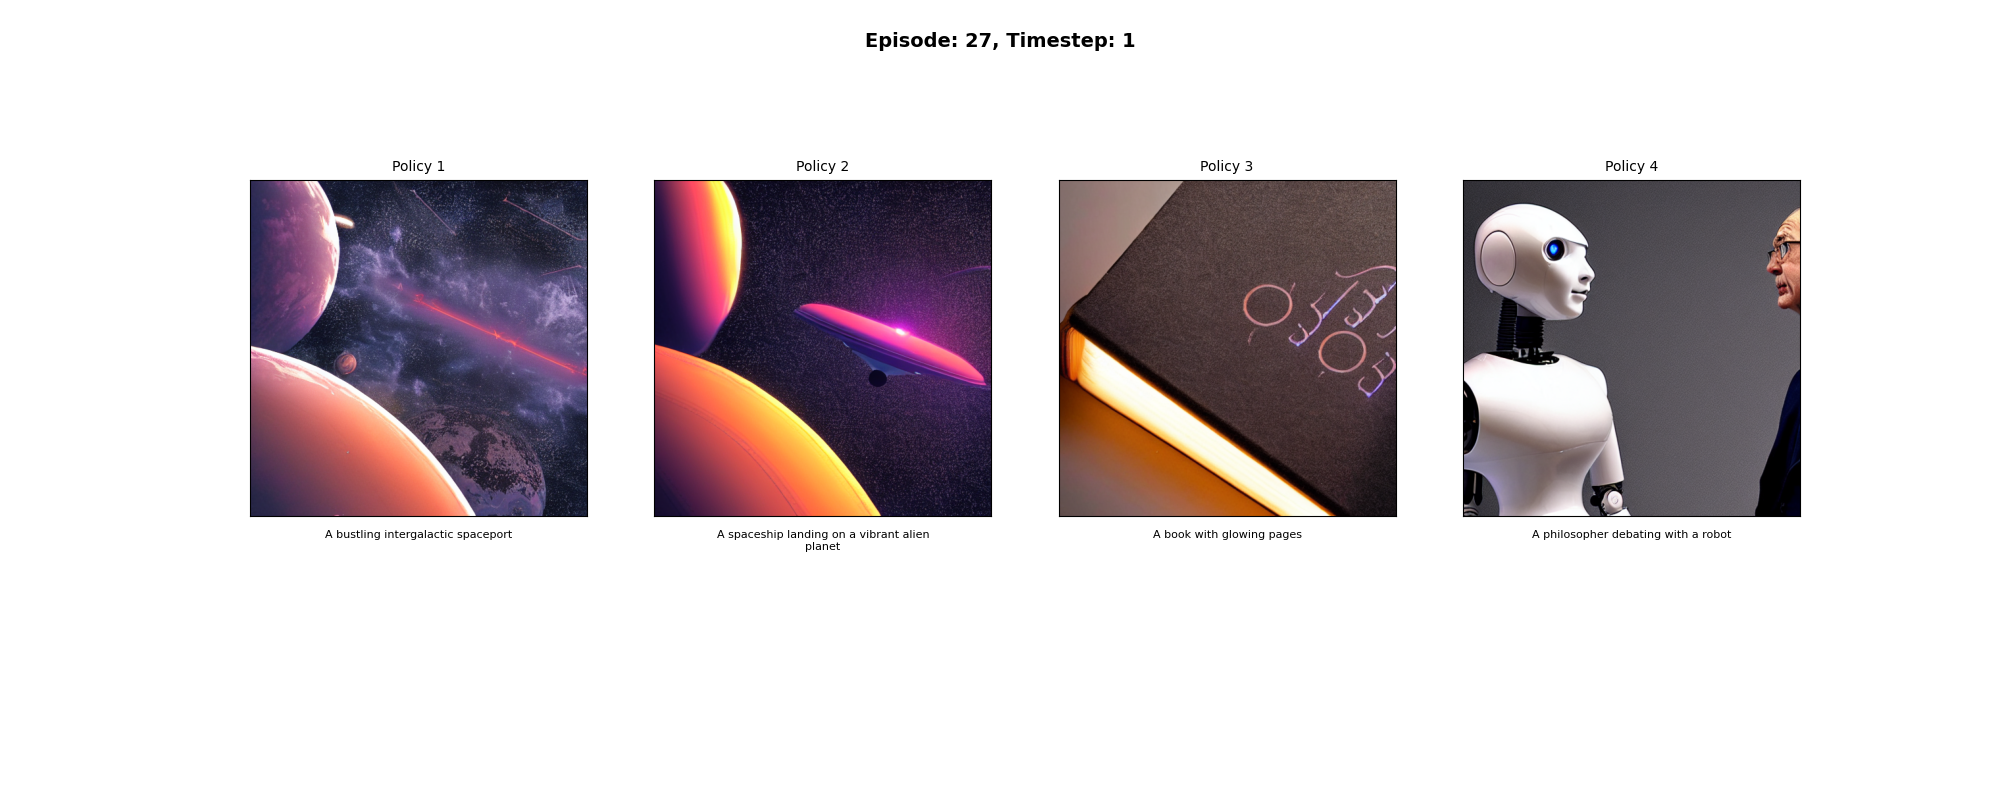 Episode: 27, Timestep: 1
Policy 1
Policy 2
Policy 3
Policy 4
A bustling intergalactic spaceport
A spaceship landing on a vibrant alien
planet
A book with glowing pages
A philosopher debating with a robot